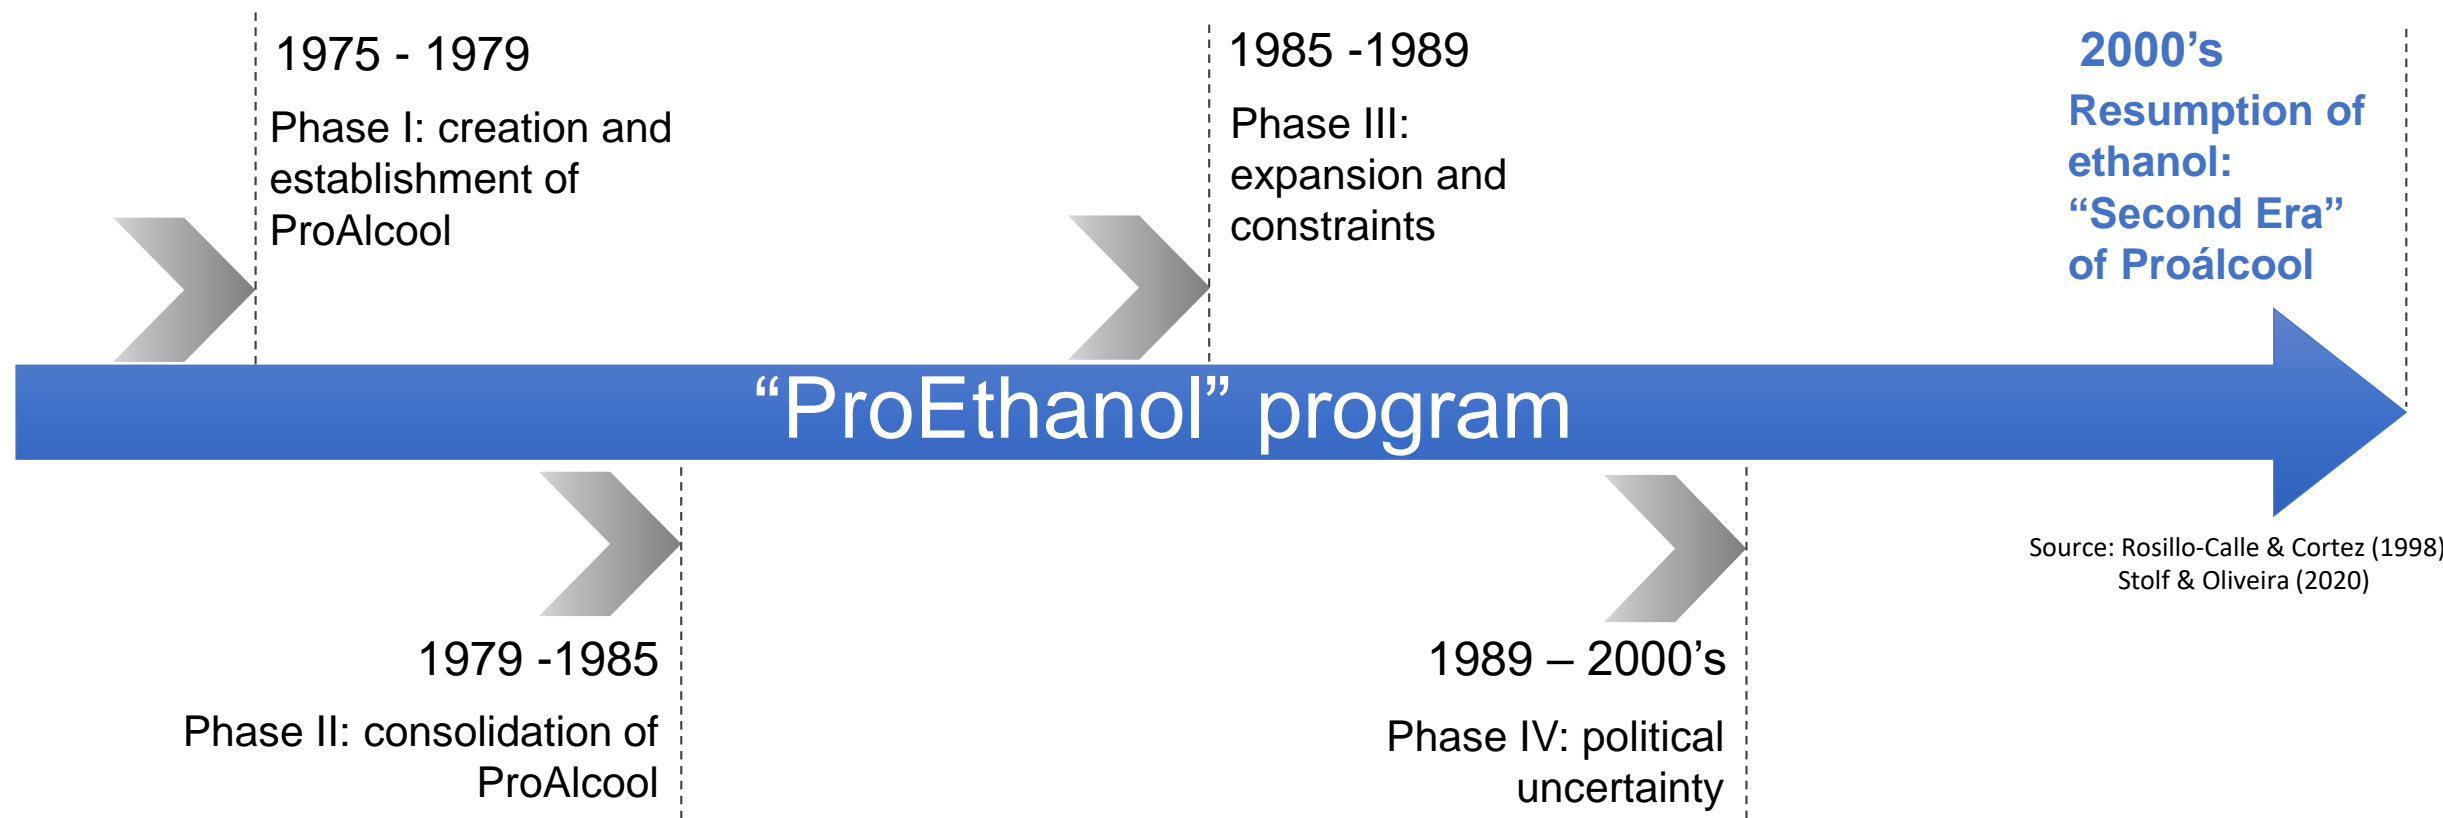 1975 - 1979
Phase I: creation and
establishment of
ProAlcool
1985 -1989
Phase III:
expansion and
constraints
2000’s
Resumption of
ethanol:
“Second Era”
of Proálcool
“ProEthanol” program
1979 -1985
Phase II: consolidation of
ProAlcool
1989 – 2000’s
Phase IV: political
uncertainty
Source: Rosillo-Calle & Cortez (1998)
Stolf & Oliveira (2020)